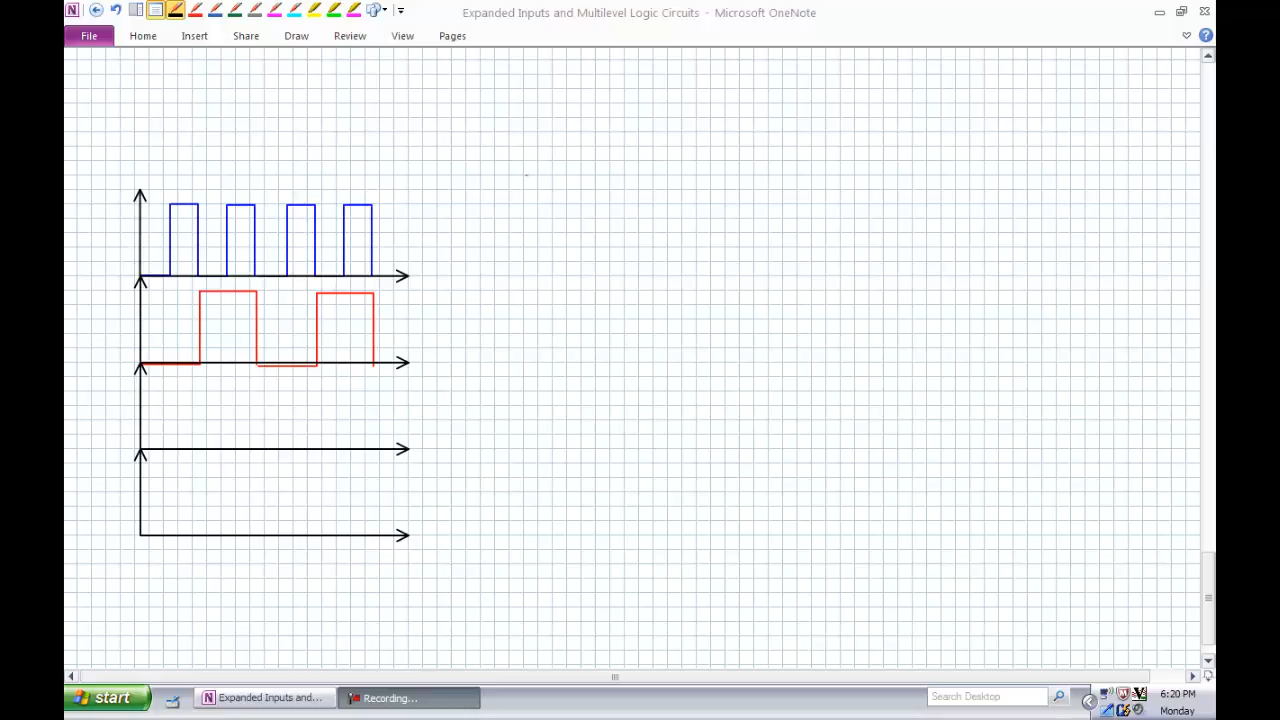 Expanded Inputs and Multilevel Logic Circuits - Microsoft OneNote
File Home Insert Share Draw Review View Pages
start Expanded Inputs and... Recording... Search Desktop 6:20 PM
Monday